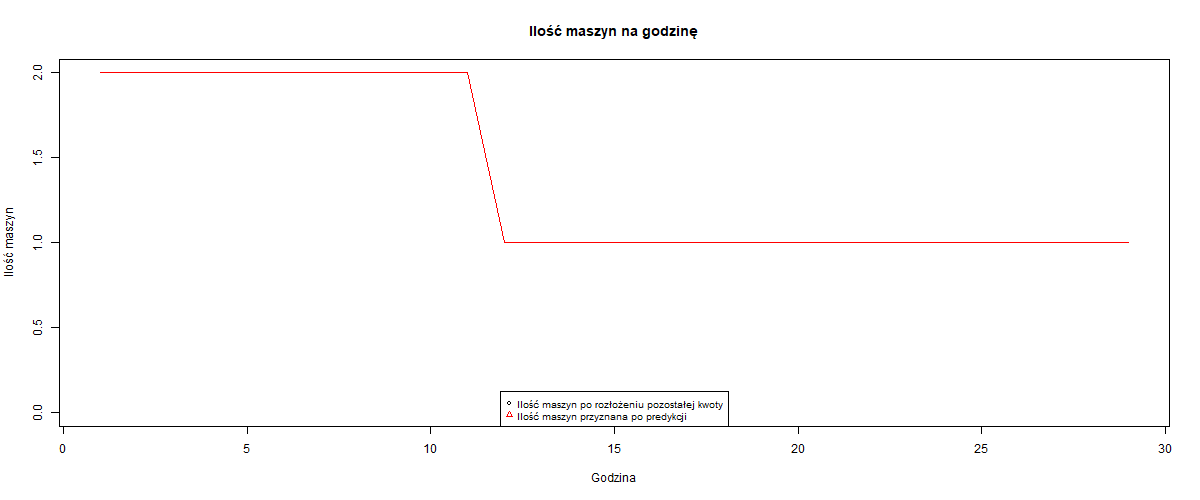 Ilość maszyn na godzinę
Ilość maszyn
2.0
1.5
1.0
0.5
0.0
Ilość maszyn po rozłożeniu pozostałej kwoty
Ilość maszyn przyznana po predykcji
0 5 10 15 20 25 30
Godzina